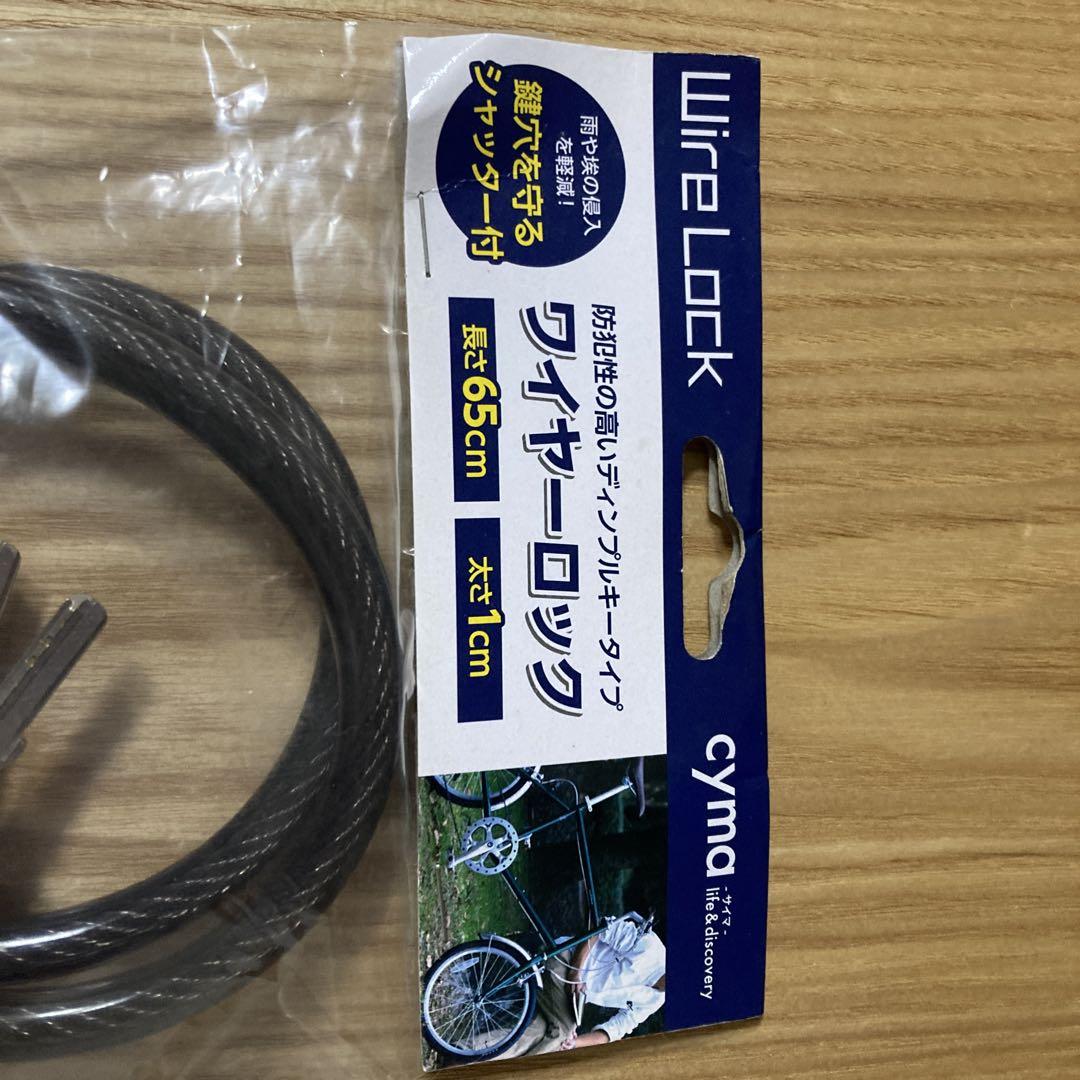 Wire Lock
cyma
- サイマ -
life & discovery
雨や埃の侵入
を軽減！
鍵穴を守る
シャッター付
防犯性の高いディンプルキータイプ
ワイヤーロック
長さ65cm
太さ1cm